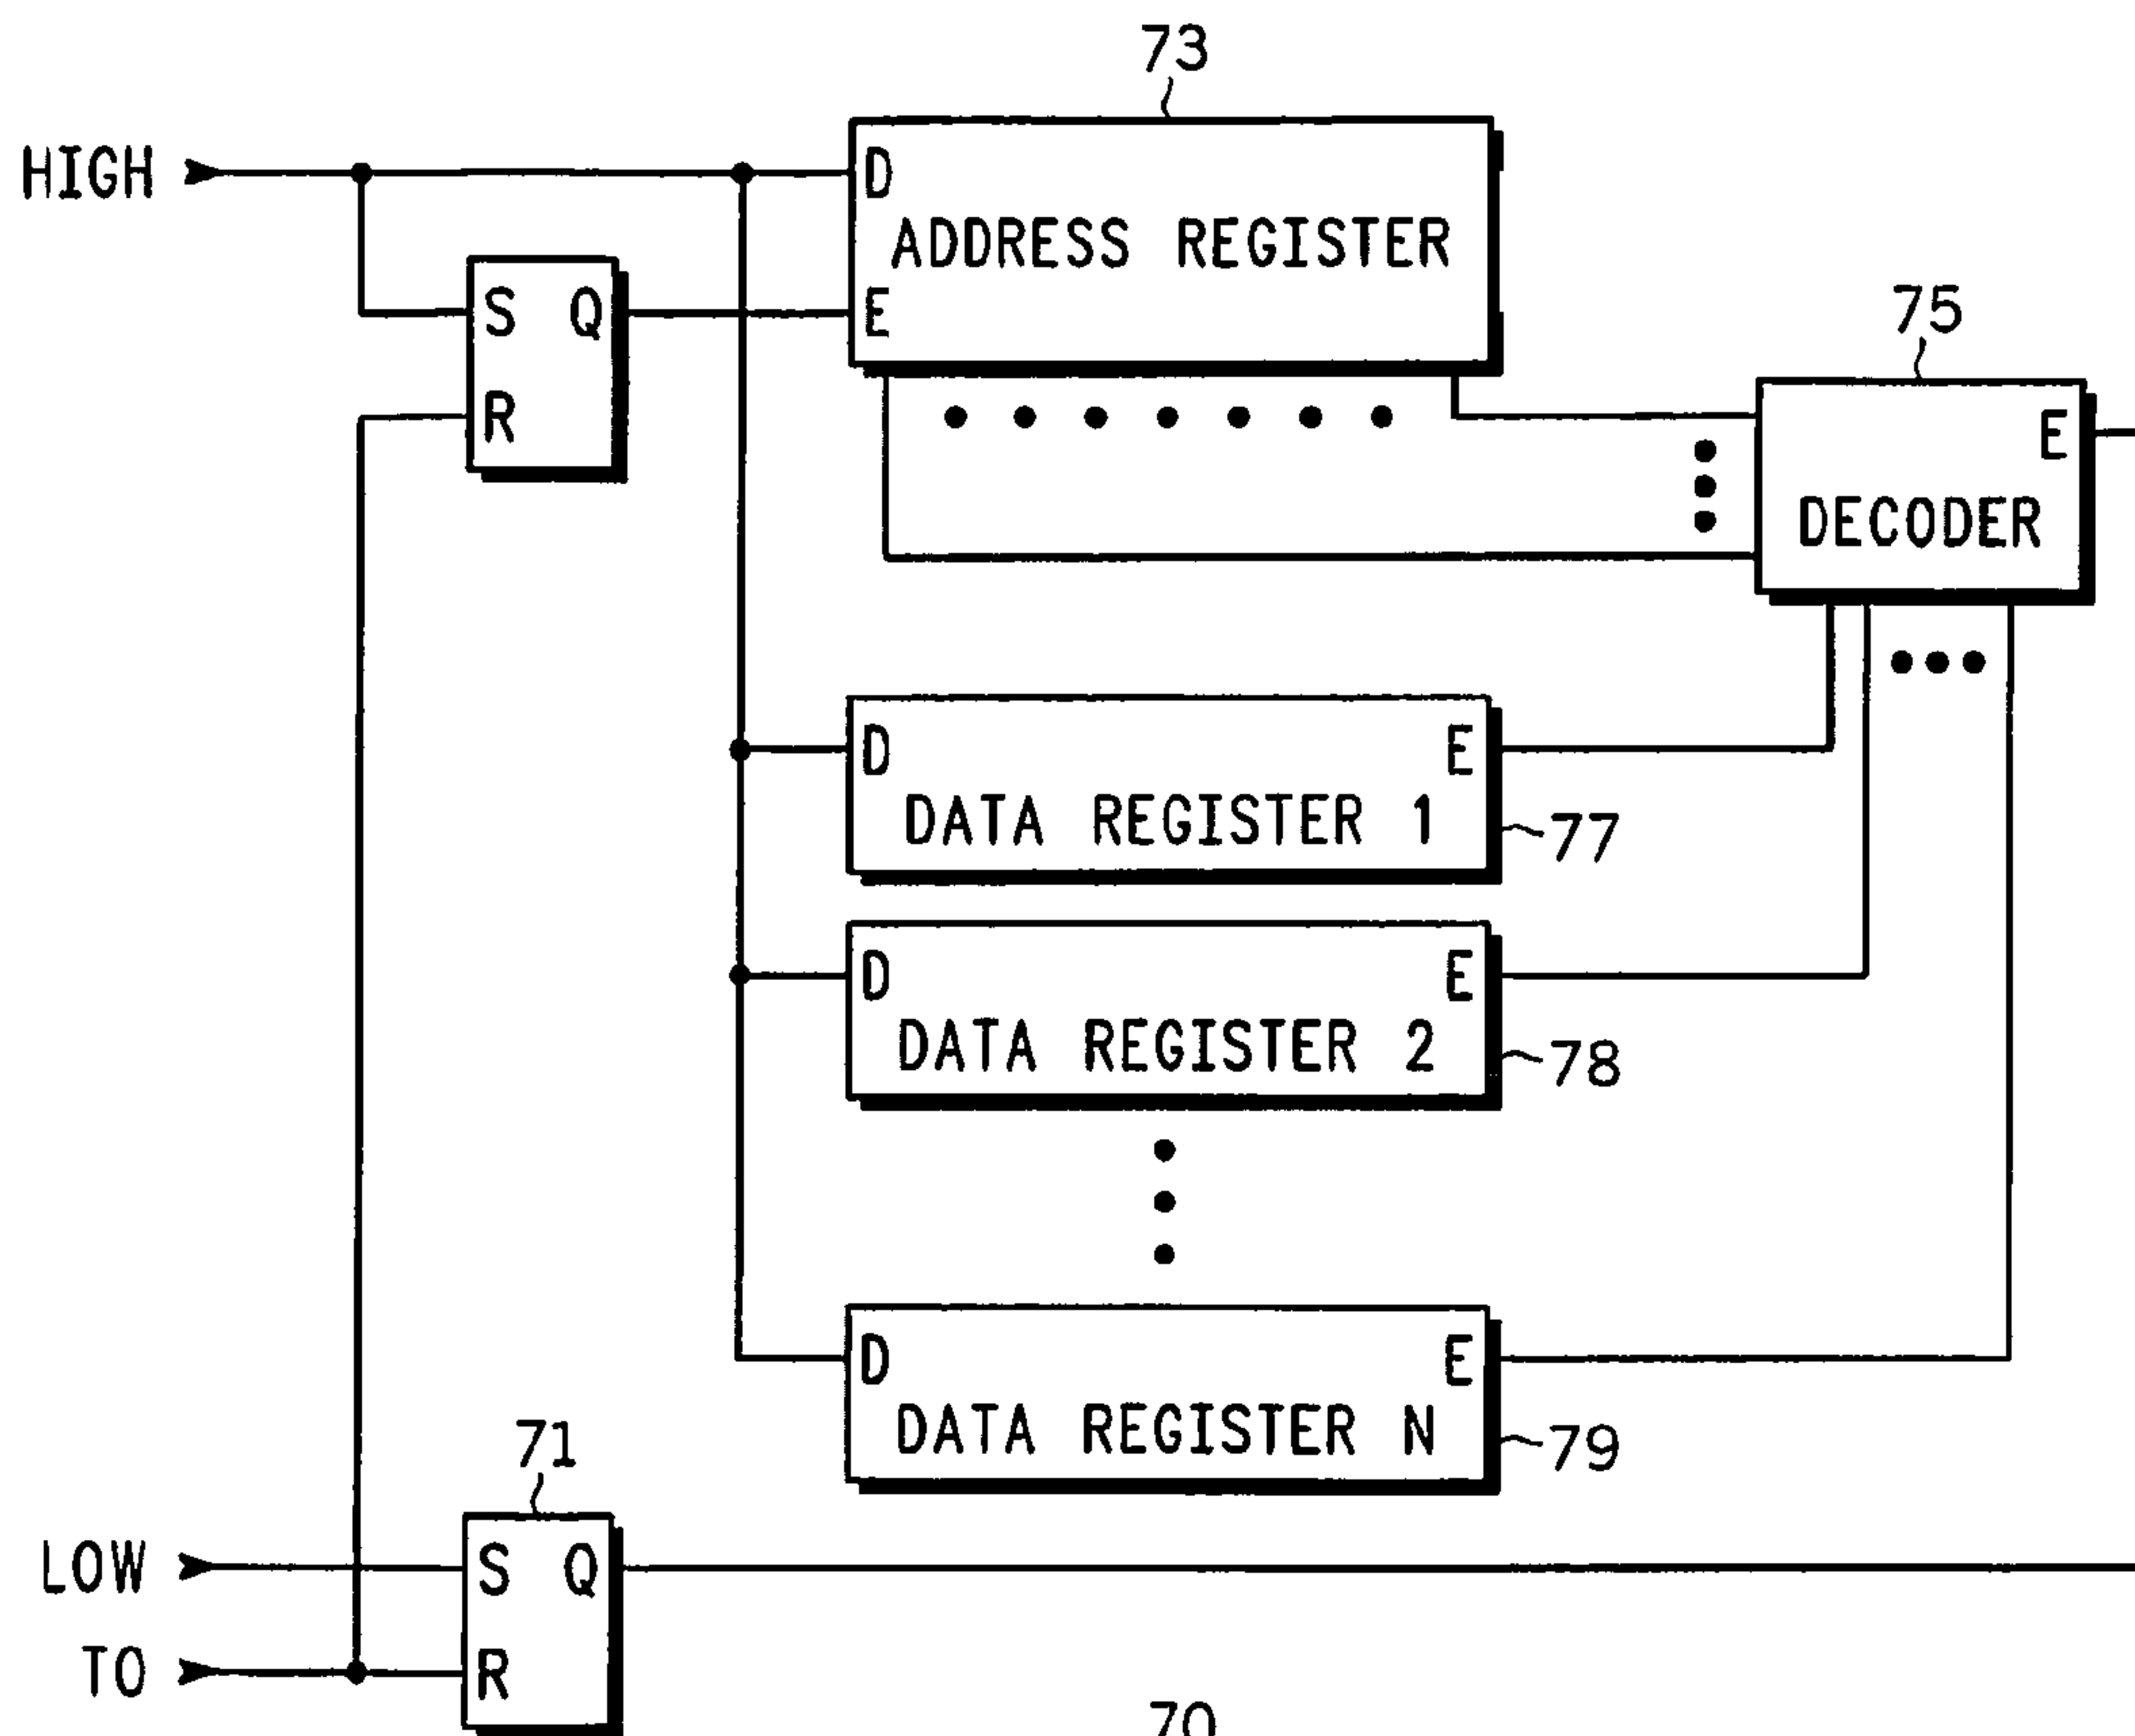 73
HIGH
D
ADDRESS REGISTER
E
S Q
R
75
E
DECODER
D E
DATA REGISTER 1
77
D E
DATA REGISTER 2
78
D E
DATA REGISTER N
79
71
LOW
S Q
TO
R
70